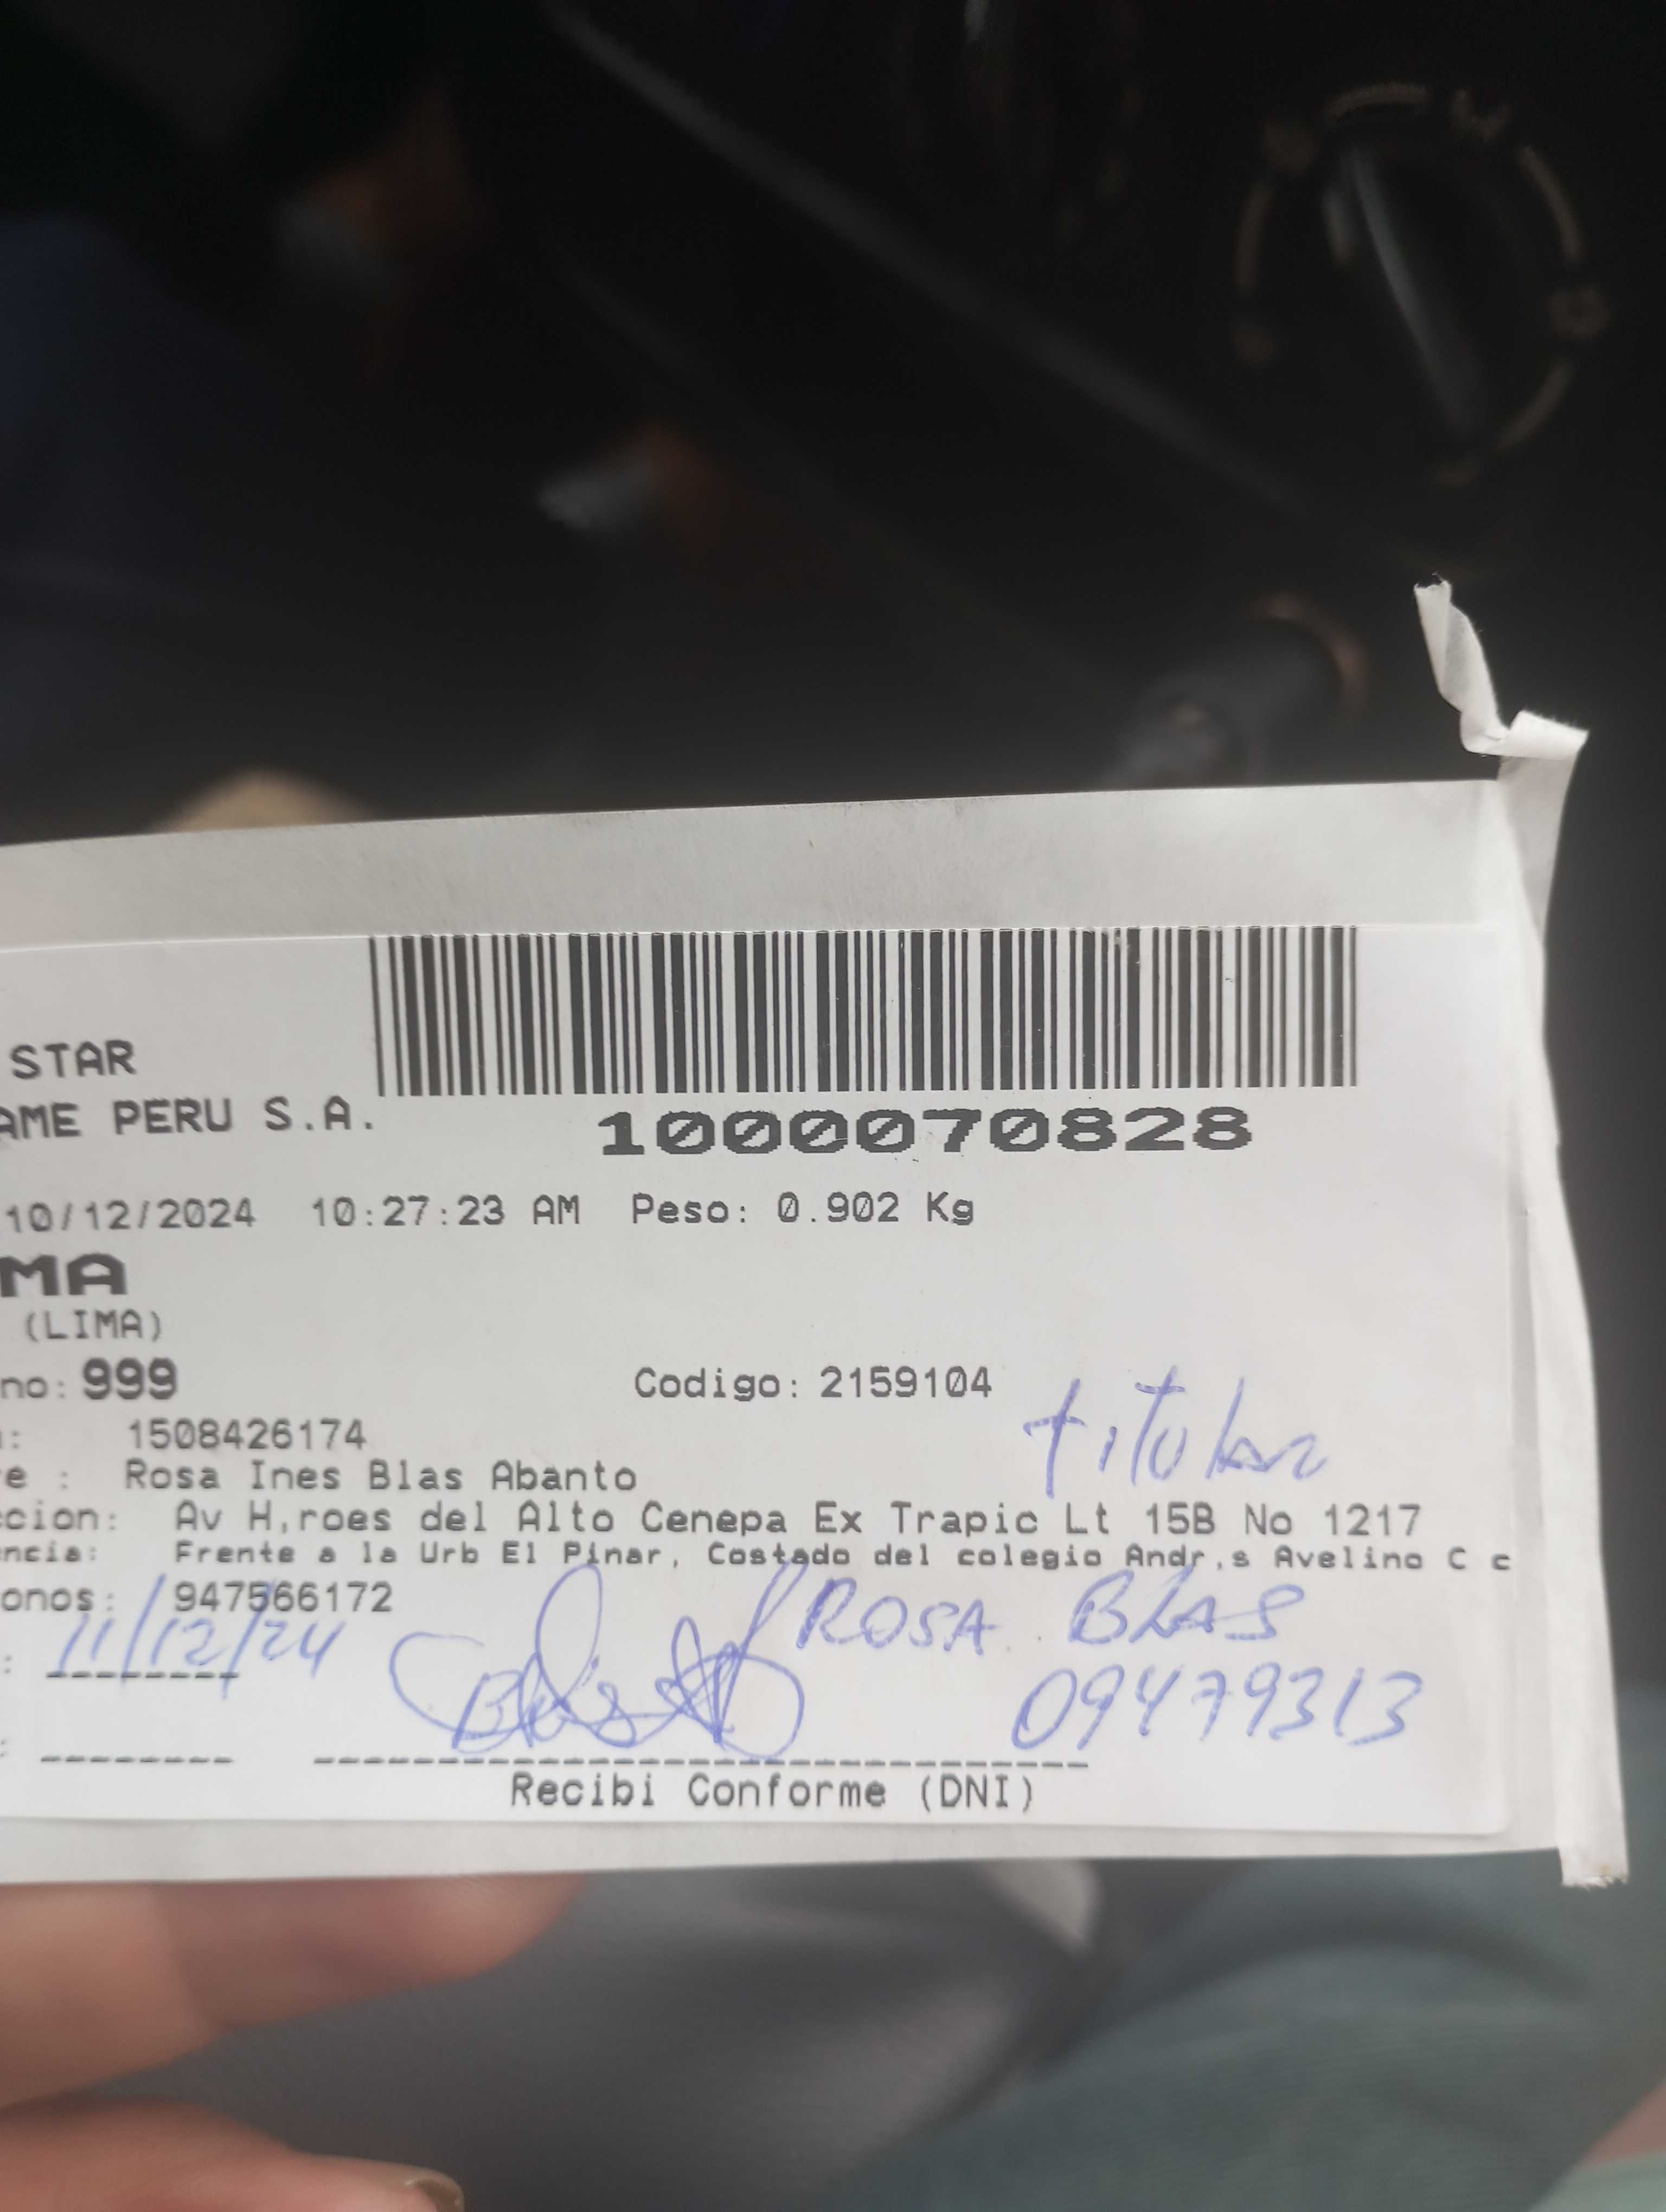 STAR
AME PERU S.A.
1000070828
10/12/2024 10:27:23 AM Peso: 0.902 Kg
MA
(LIMA)
no: 999 Codigo: 2159104
titular
: 1508426174
e : Rosa Ines Blas Abanto
cion: Av H,roes del Alto Cenepa Ex Trapic Lt 15B No 1217
ncia: Frente a la Urb El Pinar, Costado del colegio Andr,s Avelino C c
onos: 947566172
: 11/12/24 ROSA BLAS
09479313
Recibi Conforme (DNI)